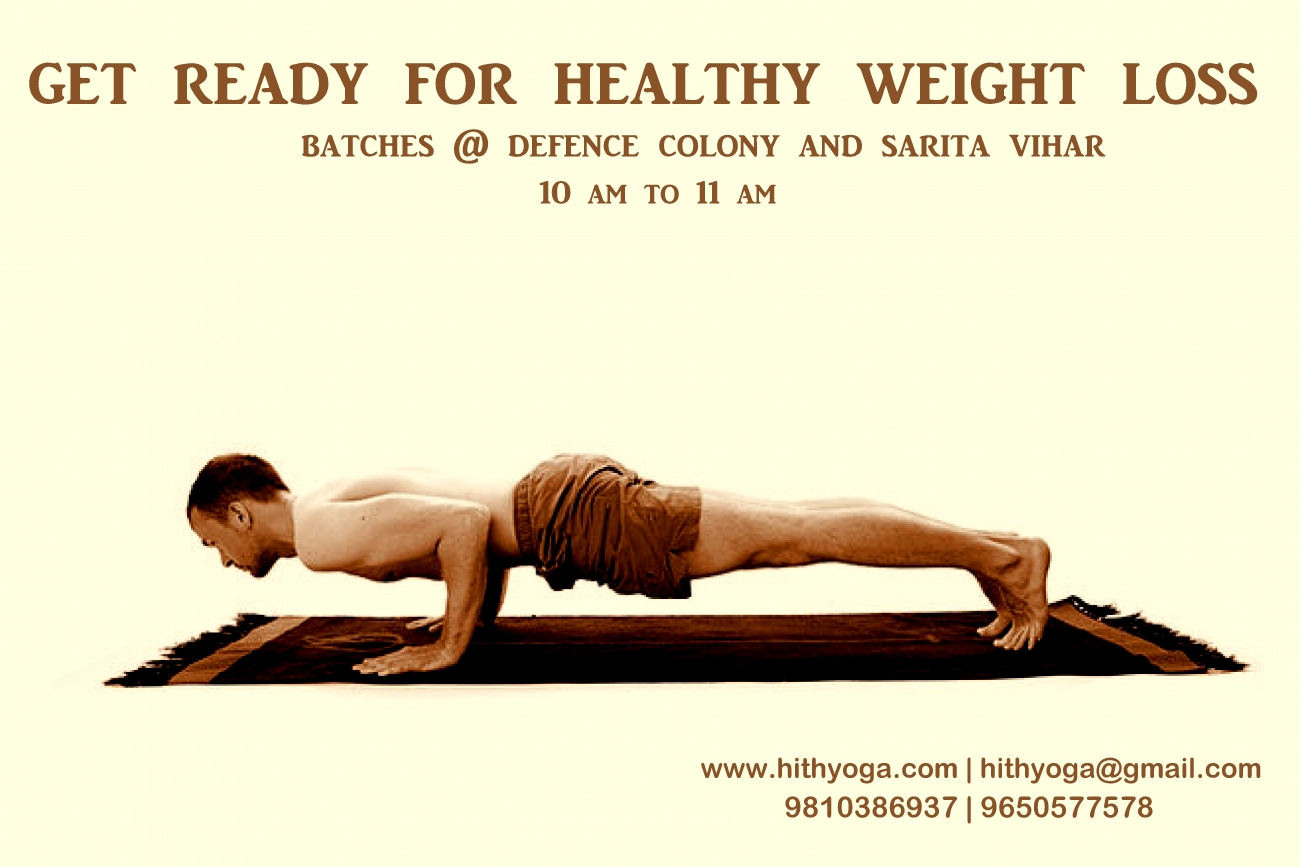 GET READY FOR HEALTHY WEIGHT LOSS
BATCHES @ DEFENCE COLONY AND SARITA VIHAR
10 AM TO 11 AM
www.hithyoga.com | hithyoga@gmail.com
9810386937 | 9650577578